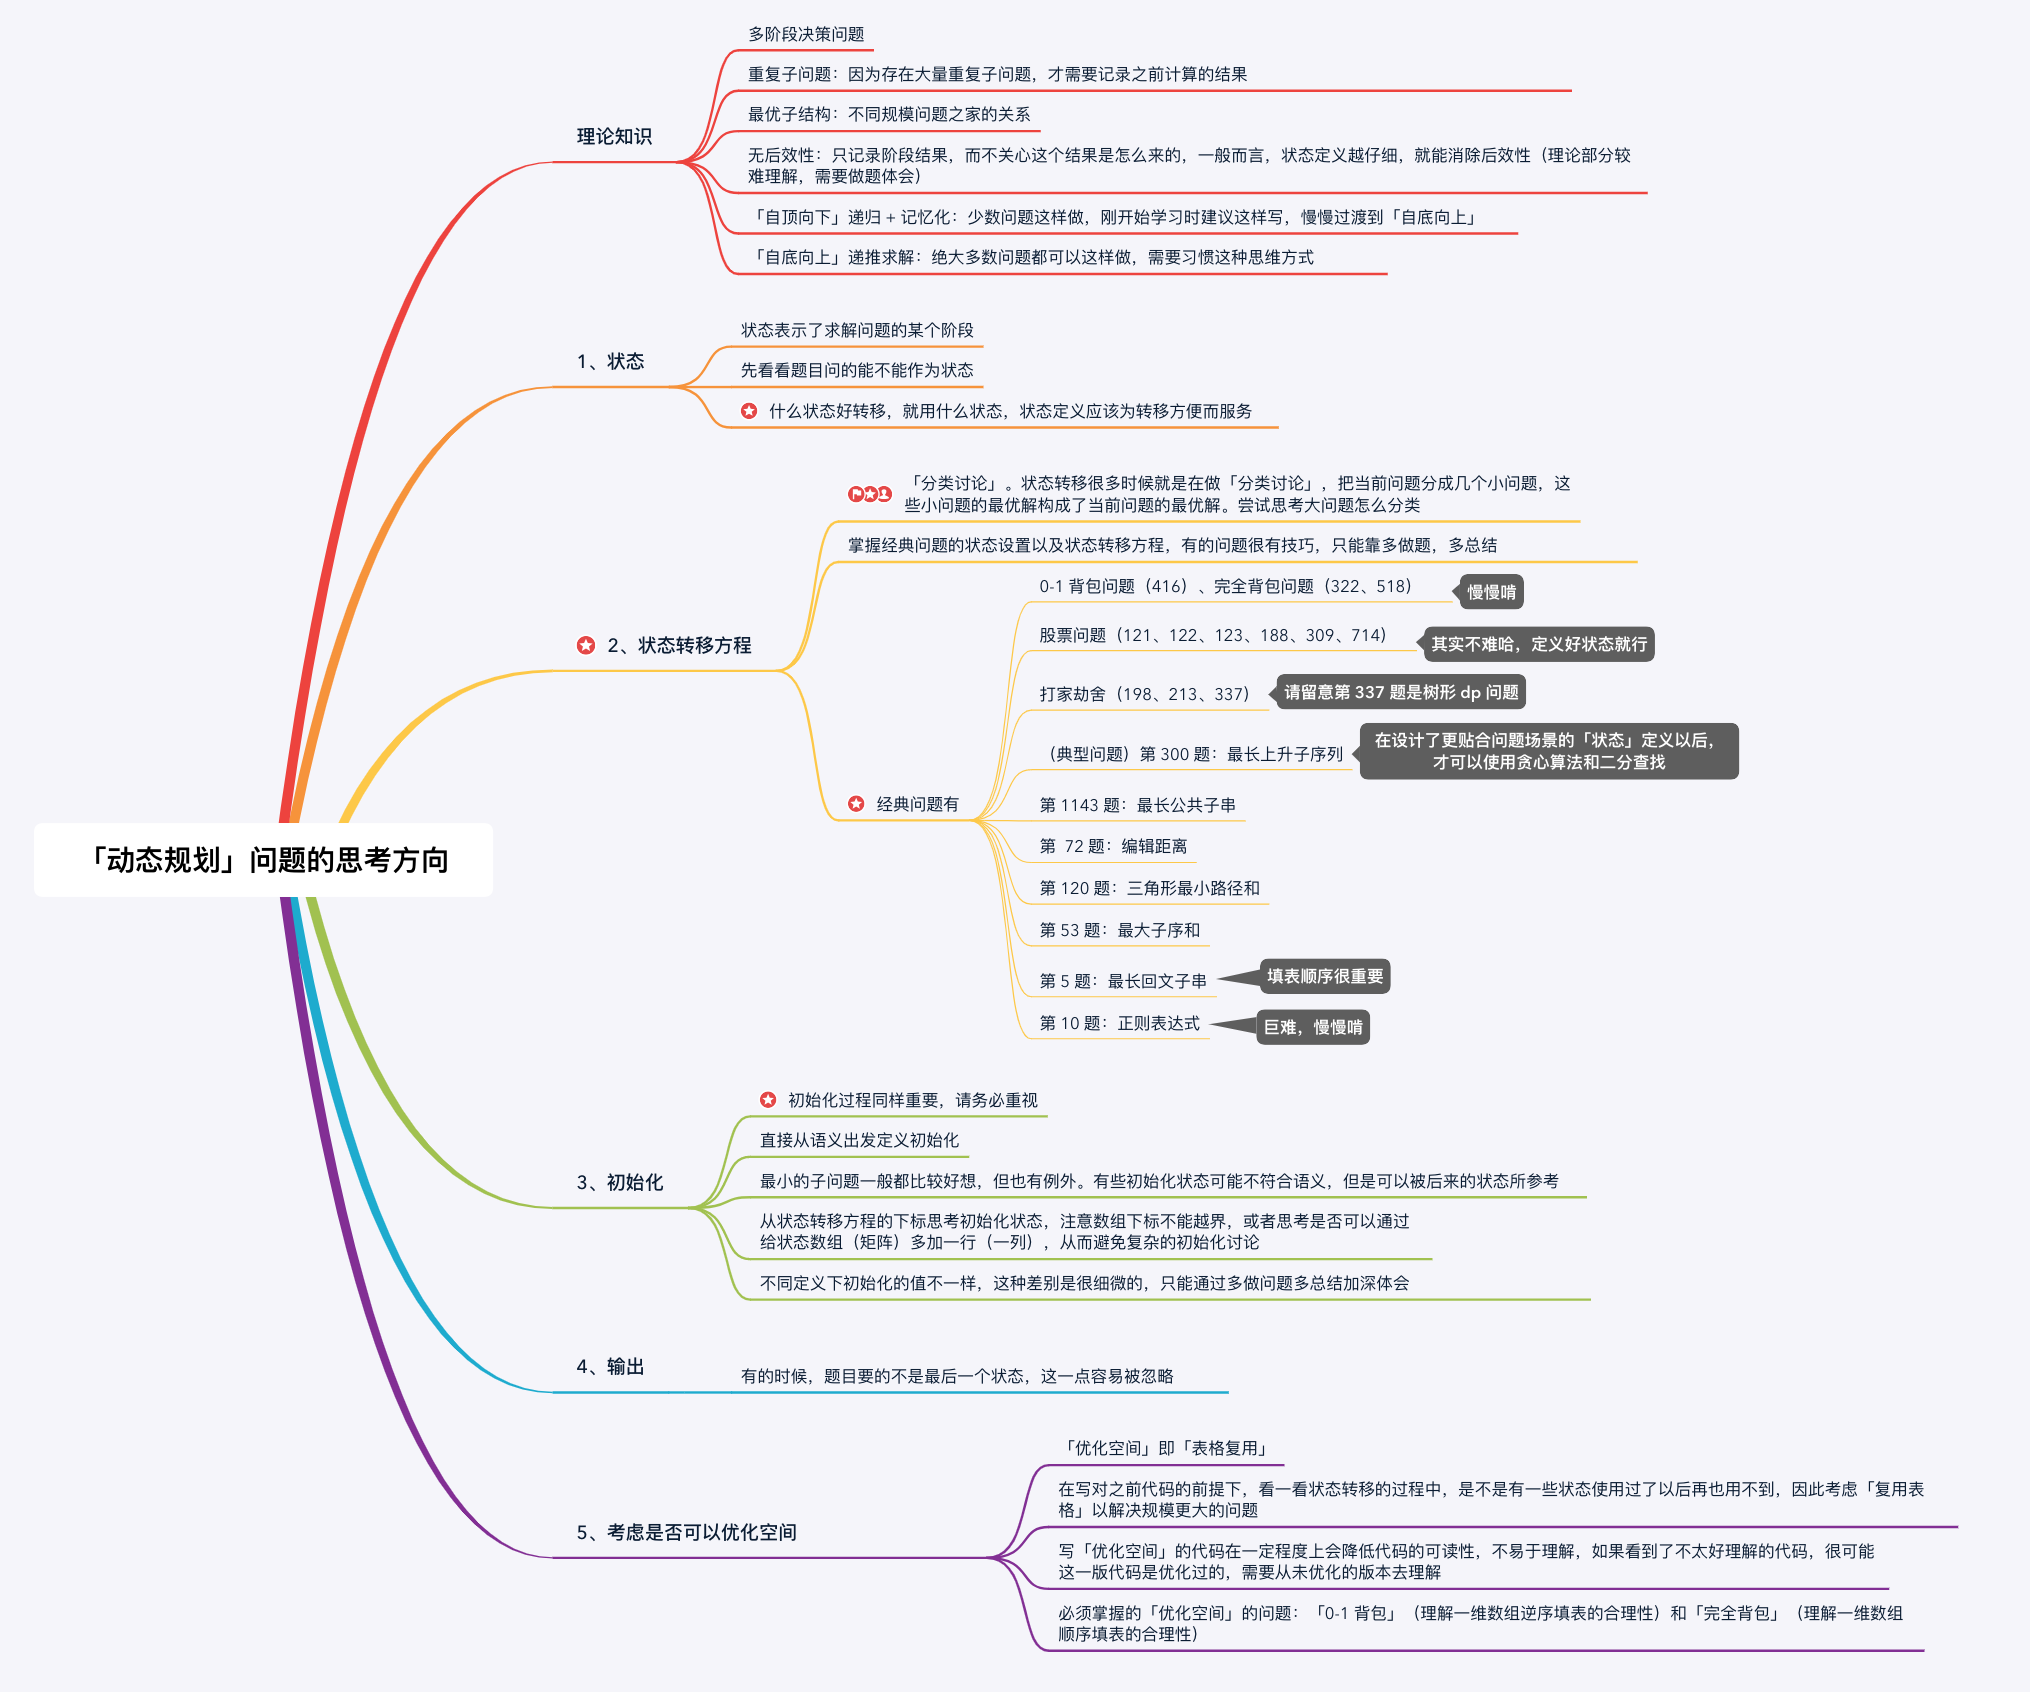 「动态规划」问题的思考方向
理论知识
多阶段决策问题
重复子问题：因为存在大量重复子问题，才需要记录之前计算的结果
最优子结构：不同规模问题之家的关系
无后效性：只记录阶段结果，而不关心这个结果是怎么来的，一般而言，状态定义越仔细，就能消除后效性（理论部分较
难理解，需要做题体会）
「自顶向下」递归 + 记忆化：少数问题这样做，刚开始学习时建议这样写，慢慢过渡到「自底向上」
「自底向上」递推求解：绝大多数问题都可以这样做，需要习惯这种思维方式
1、状态
状态表示了求解问题的某个阶段
先看看题目问的能不能作为状态
什么状态好转移，就用什么状态，状态定义应该为转移方便而服务
2、状态转移方程
「分类讨论」。状态转移很多时候就是在做「分类讨论」，把当前问题分成几个小问题，这
些小问题的最优解构成了当前问题的最优解。尝试思考大问题怎么分类
掌握经典问题的状态设置以及状态转移方程，有的问题很有技巧，只能靠多做题，多总结
经典问题有
0-1 背包问题（416）、完全背包问题（322、518）
慢慢啃
股票问题（121、122、123、188、309、714）
其实不难哈，定义好状态就行
打家劫舍（198、213、337）
请留意第 337 题是树形 dp 问题
（典型问题）第 300 题：最长上升子序列
在设计了更贴合问题场景的「状态」定义以后，
才可以使用贪心算法和二分查找
第 1143 题：最长公共子串
第 72 题：编辑距离
第 120 题：三角形最小路径和
第 53 题：最大子序和
第 5 题：最长回文子串
填表顺序很重要
第 10 题：正则表达式
巨难，慢慢啃
3、初始化
初始化过程同样重要，请务必重视
直接从语义出发定义初始化
最小的子问题一般都比较好想，但也有例外。有些初始化状态可能不符合语义，但是可以被后来的状态所参考
从状态转移方程的下标思考初始化状态，注意数组下标不能越界，或者思考是否可以通过
给状态数组（矩阵）多加一行（一列），从而避免复杂的初始化讨论
不同定义下初始化的值不一样，这种差别是很细微的，只能通过多做问题多总结加深体会
4、输出
有的时候，题目要的不是最后一个状态，这一点容易被忽略
5、考虑是否可以优化空间
「优化空间」即「表格复用」
在写对之前代码的前提下，看一看状态转移的过程中，是不是有一些状态使用过了以后再也用不到，因此考虑「复用表
格」以解决规模更大的问题
写「优化空间」的代码在一定程度上会降低代码的可读性，不易于理解，如果看到了不太好理解的代码，很可能
这一版代码是优化过的，需要从未优化的版本去理解
必须掌握的「优化空间」的问题：「0-1 背包」（理解一维数组逆序填表的合理性）和「完全背包」（理解一维数组
顺序填表的合理性）